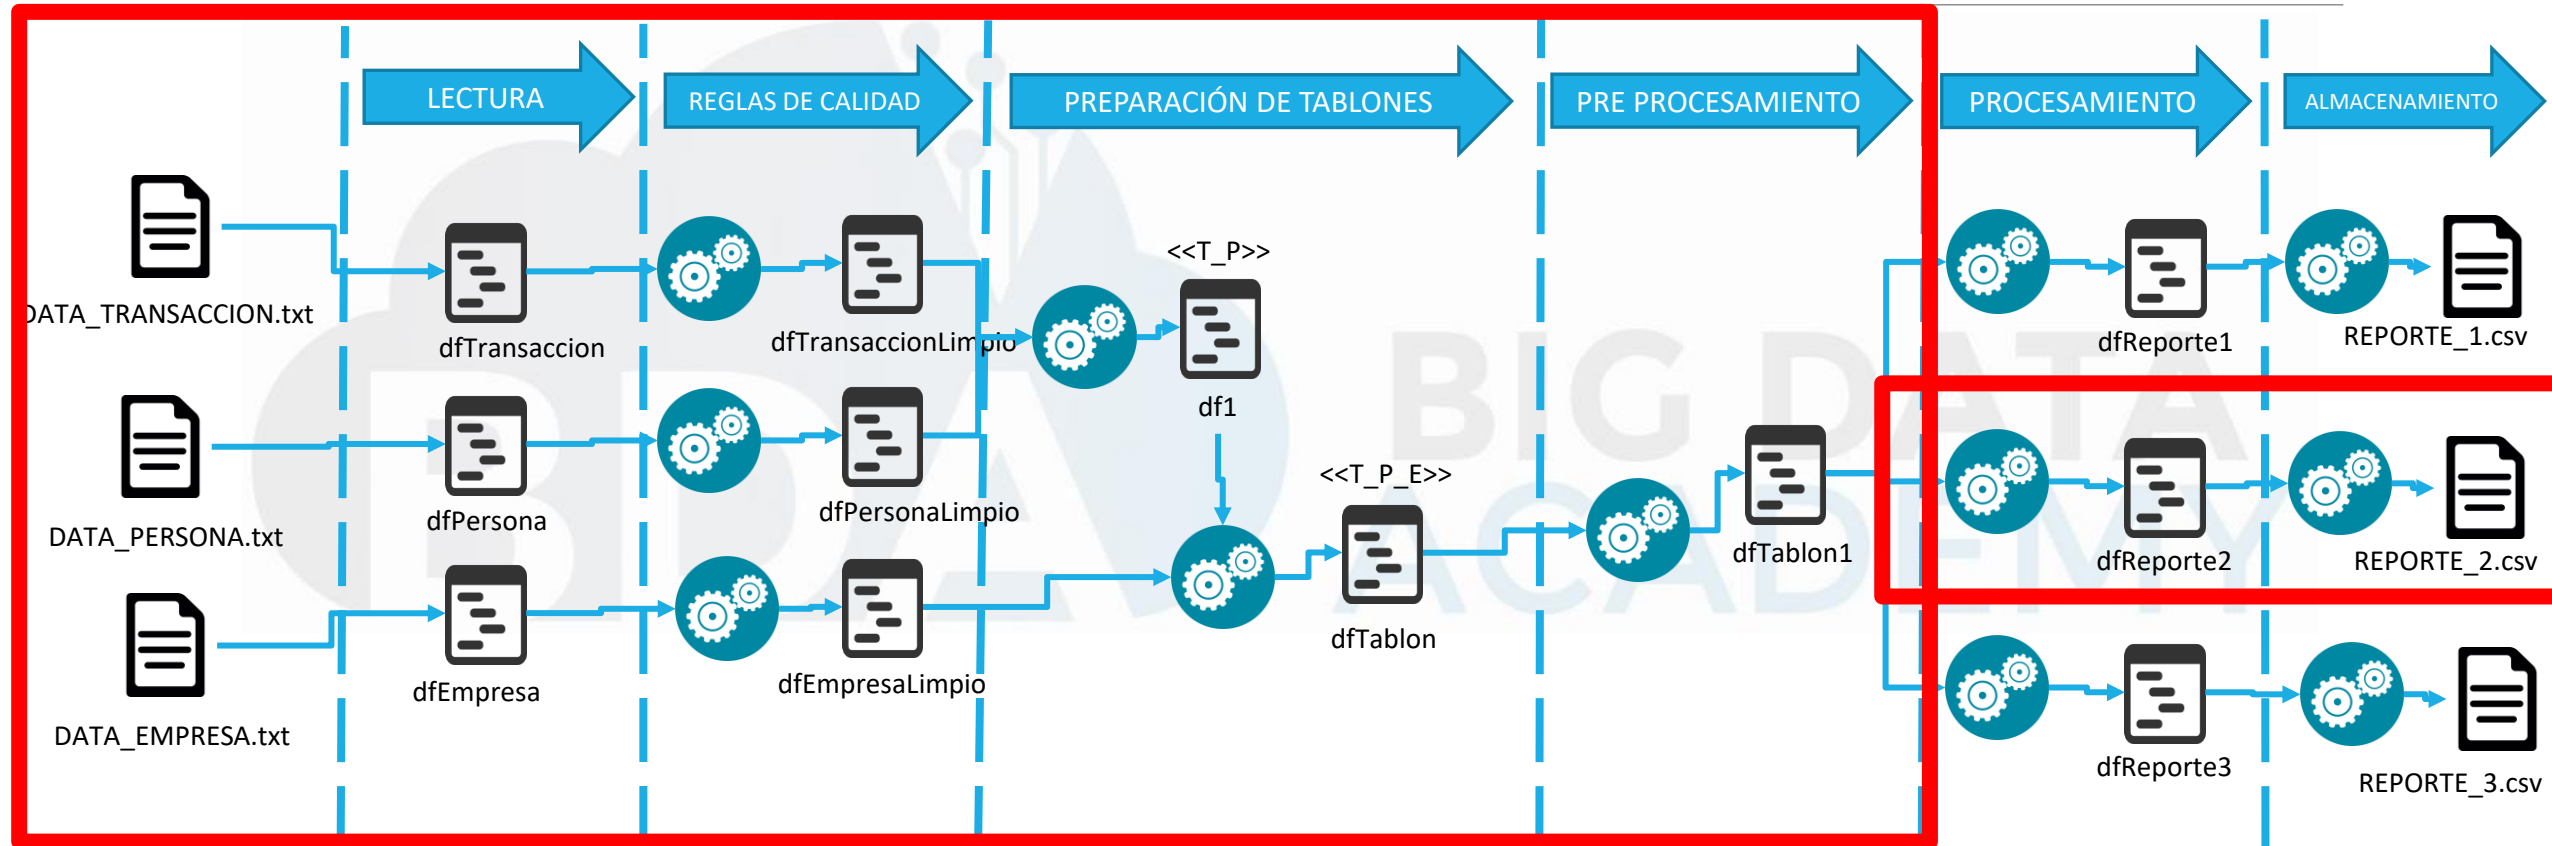 LECTURA
REGLAS DE CALIDAD
PREPARACIÓN DE TABLONES
PRE PROCESAMIENTO
PROCESAMIENTO
ALMACENAMIENTO
DATA_TRANSACCION.txt
dfTransaccion
dfTransaccionLimpio
<<T_P>>
df1
dfReporte1
REPORTE_1.csv
DATA_PERSONA.txt
dfPersona
dfPersonaLimpio
<<T_P_E>>
dfTablon
dfTablon1
dfReporte2
REPORTE_2.csv
DATA_EMPRESA.txt
dfEmpresa
dfEmpresaLimpio
dfReporte3
REPORTE_3.csv
BDA
BIG DATA
ACADEMY